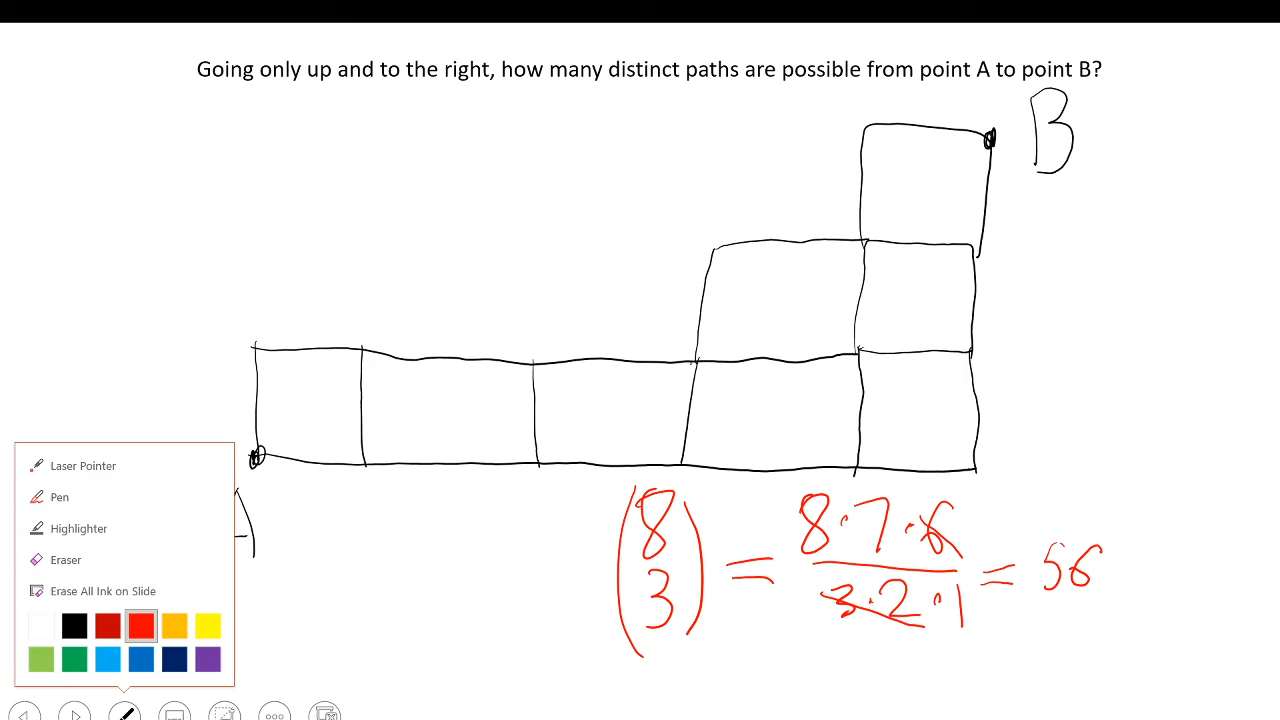 Going only up and to the right, how many distinct paths are possible from point A to point B?
B
Laser Pointer
Pen
Highlighter
Eraser
Erase All Ink on Slide
A
(8 3) = 8·7·6 / 3·2·1 = 56